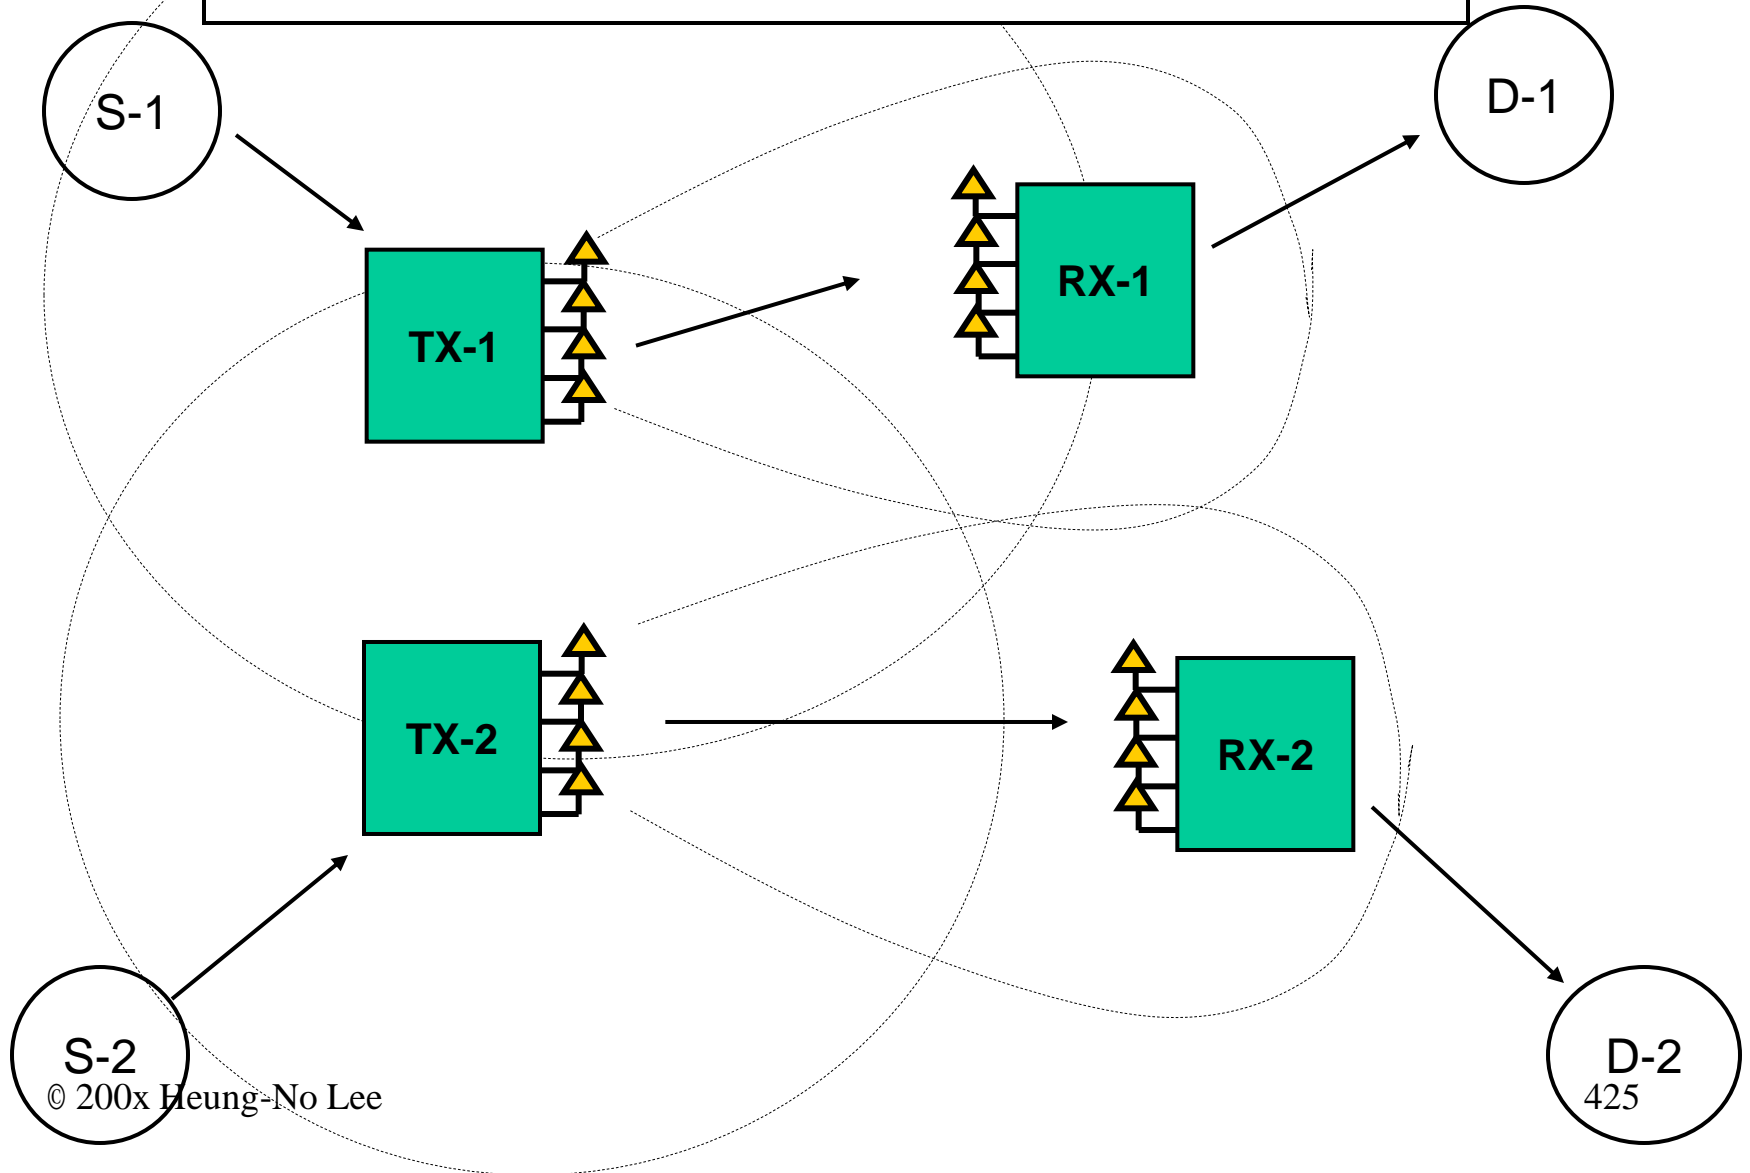 S-1
D-1
TX-1
RX-1
TX-2
RX-2
S-2
D-2
© 200x Heung-No Lee
425